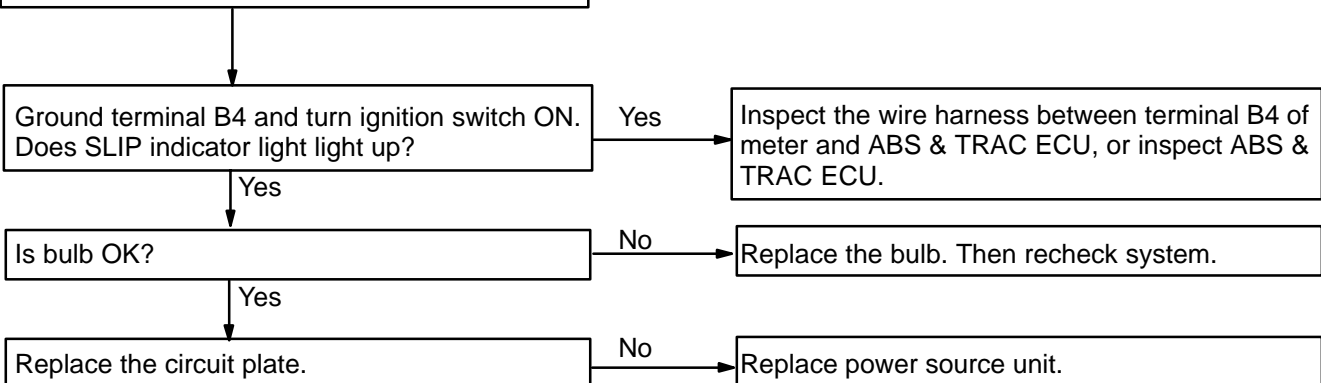 Ground terminal B4 and turn ignition switch ON.
Does SLIP indicator light light up?
Yes
Inspect the wire harness between terminal B4 of
meter and ABS & TRAC ECU, or inspect ABS &
TRAC ECU.
Yes
Is bulb OK?
No
Replace the bulb. Then recheck system.
Yes
Replace the circuit plate.
No
Replace power source unit.